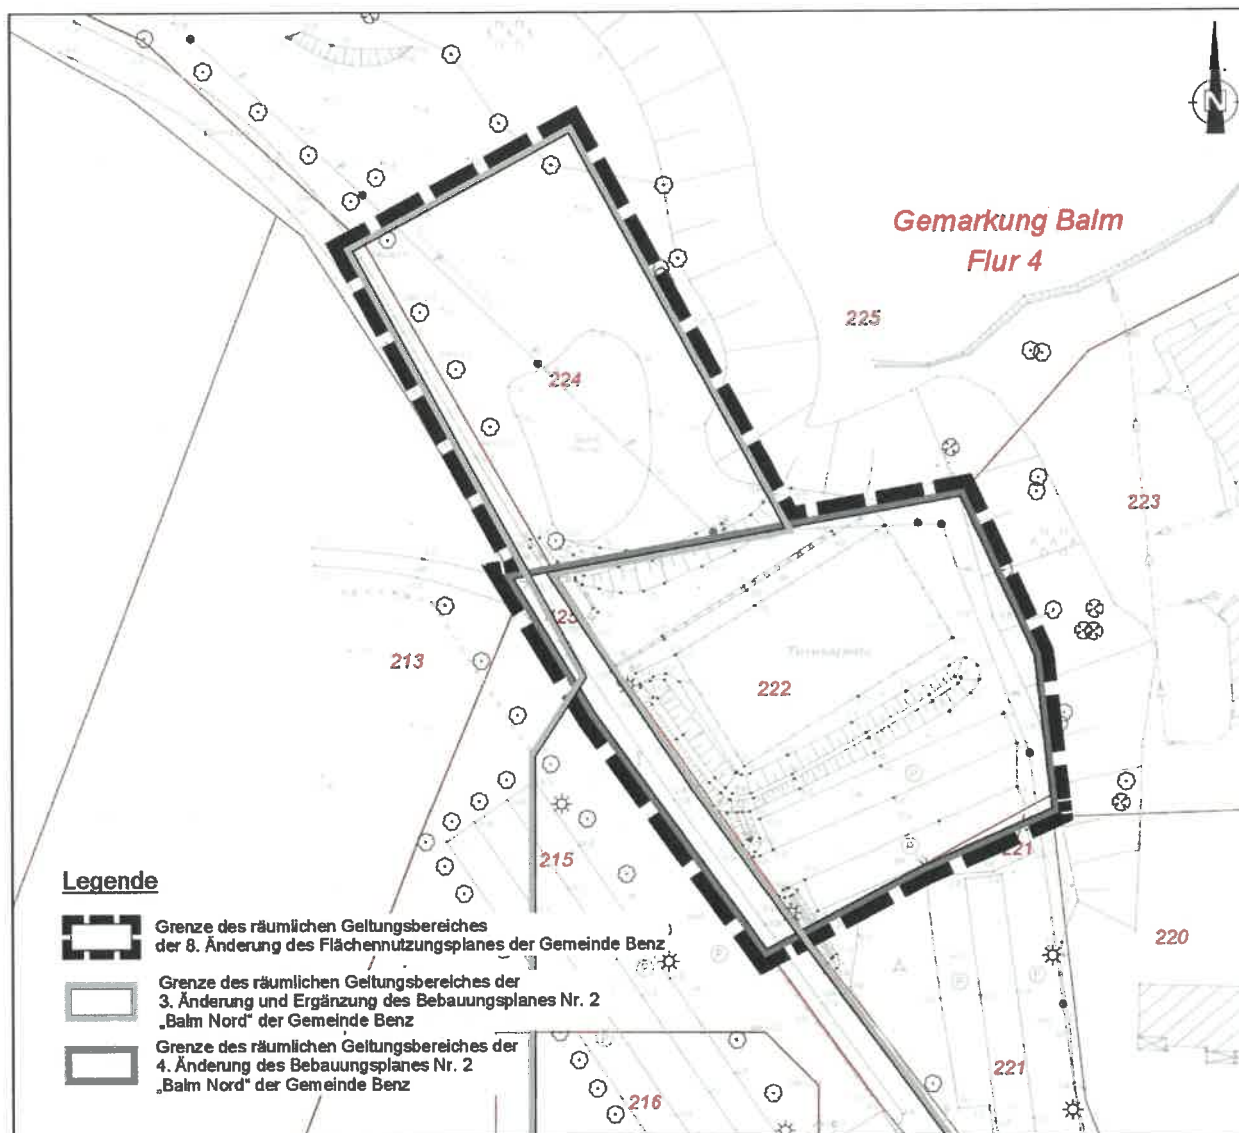 N
Gemarkung Balm
Flur 4
225
224
223
213
222
215
221
220
221
216
Legende
Grenze des räumlichen Geltungsbereiches
der 8. Änderung des Flächennutzungsplanes der Gemeinde Benz
Grenze des räumlichen Geltungsbereiches der
3. Änderung und Ergänzung des Bebauungsplanes Nr. 2
„Balm Nord" der Gemeinde Benz
Grenze des räumlichen Geltungsbereiches der
4. Änderung des Bebauungsplanes Nr. 2
„Balm Nord" der Gemeinde Benz